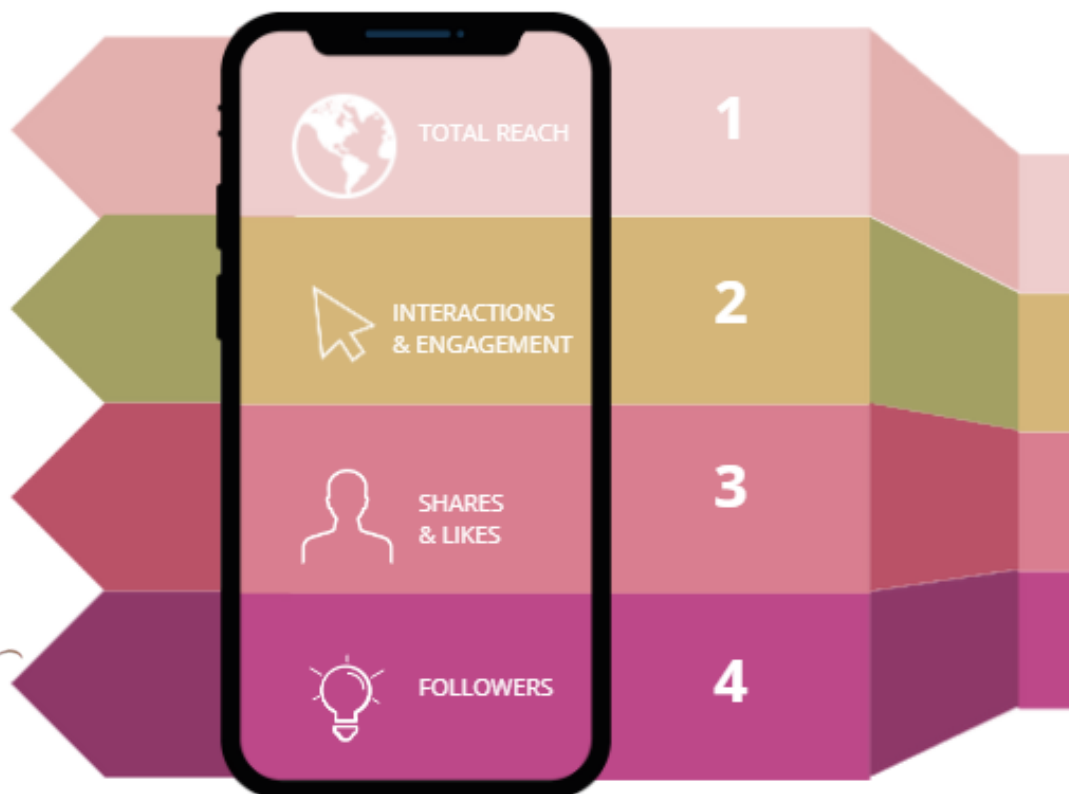 TOTAL REACH
1
INTERACTIONS
& ENGAGEMENT
2
SHARES
& LIKES
3
FOLLOWERS
4